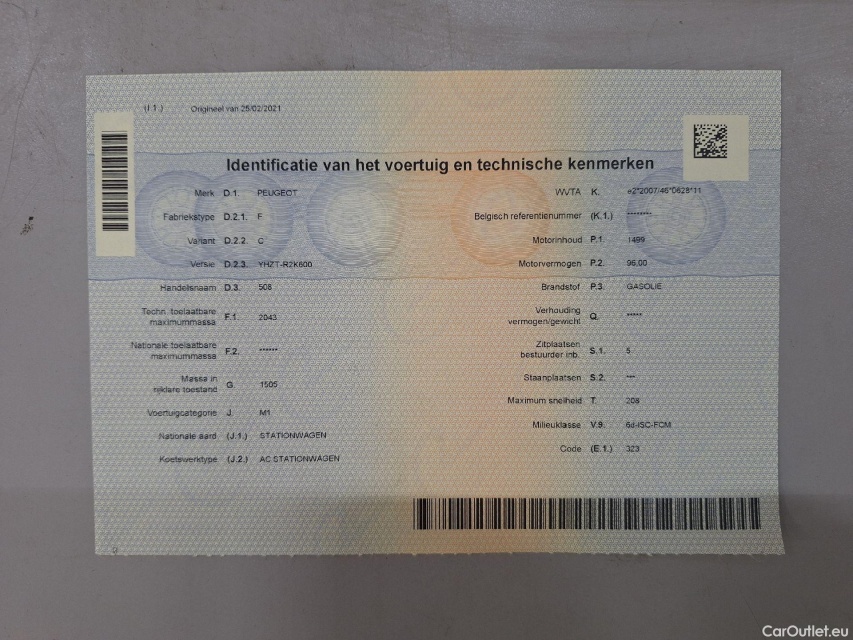 (I.1.) Origineel van 25/02/2021
Identificatie van het voertuig en technische kenmerken
Merk D.1. PEUGEOT
Fabriekstype D.2.1. F
Variant D.2.2. C
Versie D.2.3. YHZT-R2K600
Handelsnaam D.3. 508
Techn. toelaatbare
maximummassa F.1. 2043
Nationale toelaatbare
maximummassa F.2. ******
Massa in
rijklare toestand G. 1505
Voertuigcategorie J. M1
Nationale aard (J.1.) STATIONWAGEN
Koetswerktype (J.2.) AC STATIONWAGEN
WVTA K. e2*2007/46*0628*11
Belgisch referentienummer (K.1.) ********
Motorinhoud P.1. 1499
Motorvermogen P.2. 96.00
Brandstof P.3. GASOLIE
Verhouding
vermogen/gewicht Q. *****
Zitplaatsen
bestuurder inb. S.1. 5
Staanplaatsen S.2. ***
Maximum snelheid T. 208
Milieuklasse V.9. 6d-ISC-FCM
Code (E.1.) 323
CarOutlet.eu